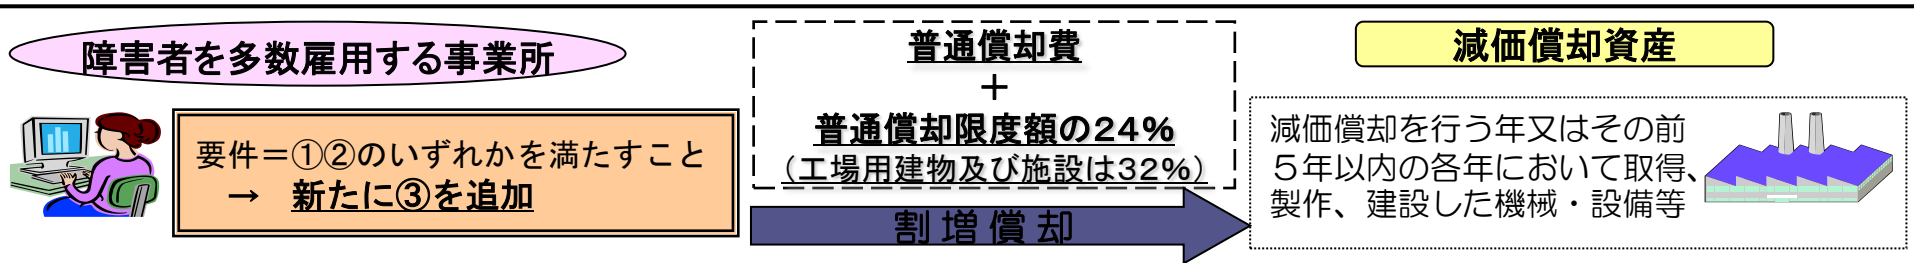 障害者を多数雇用する事業所
要件＝①②のいずれかを満たすこと
→ 新たに③を追加
普通償却費
＋
普通償却限度額の24％
（工場用建物及び施設は32％）
割増償却
減価償却資産
減価償却を行う年又はその前
５年以内の各年において取得、
製作、建設した機械・設備等